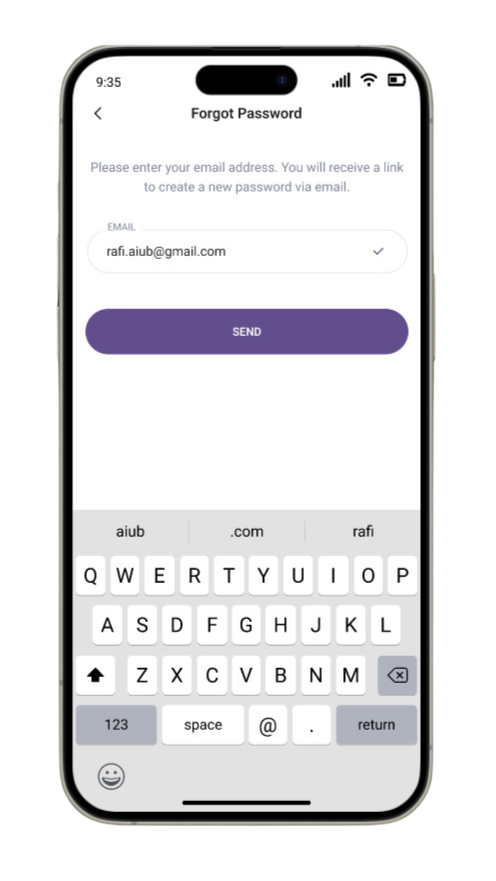 9:35
Forgot Password
Please enter your email address. You will receive a link
to create a new password via email.
EMAIL
rafi.aiub@gmail.com
SEND
aiub .com rafi
Q W E R T Y U I O P
A S D F G H J K L
Z X C V B N M
123 space @ . return